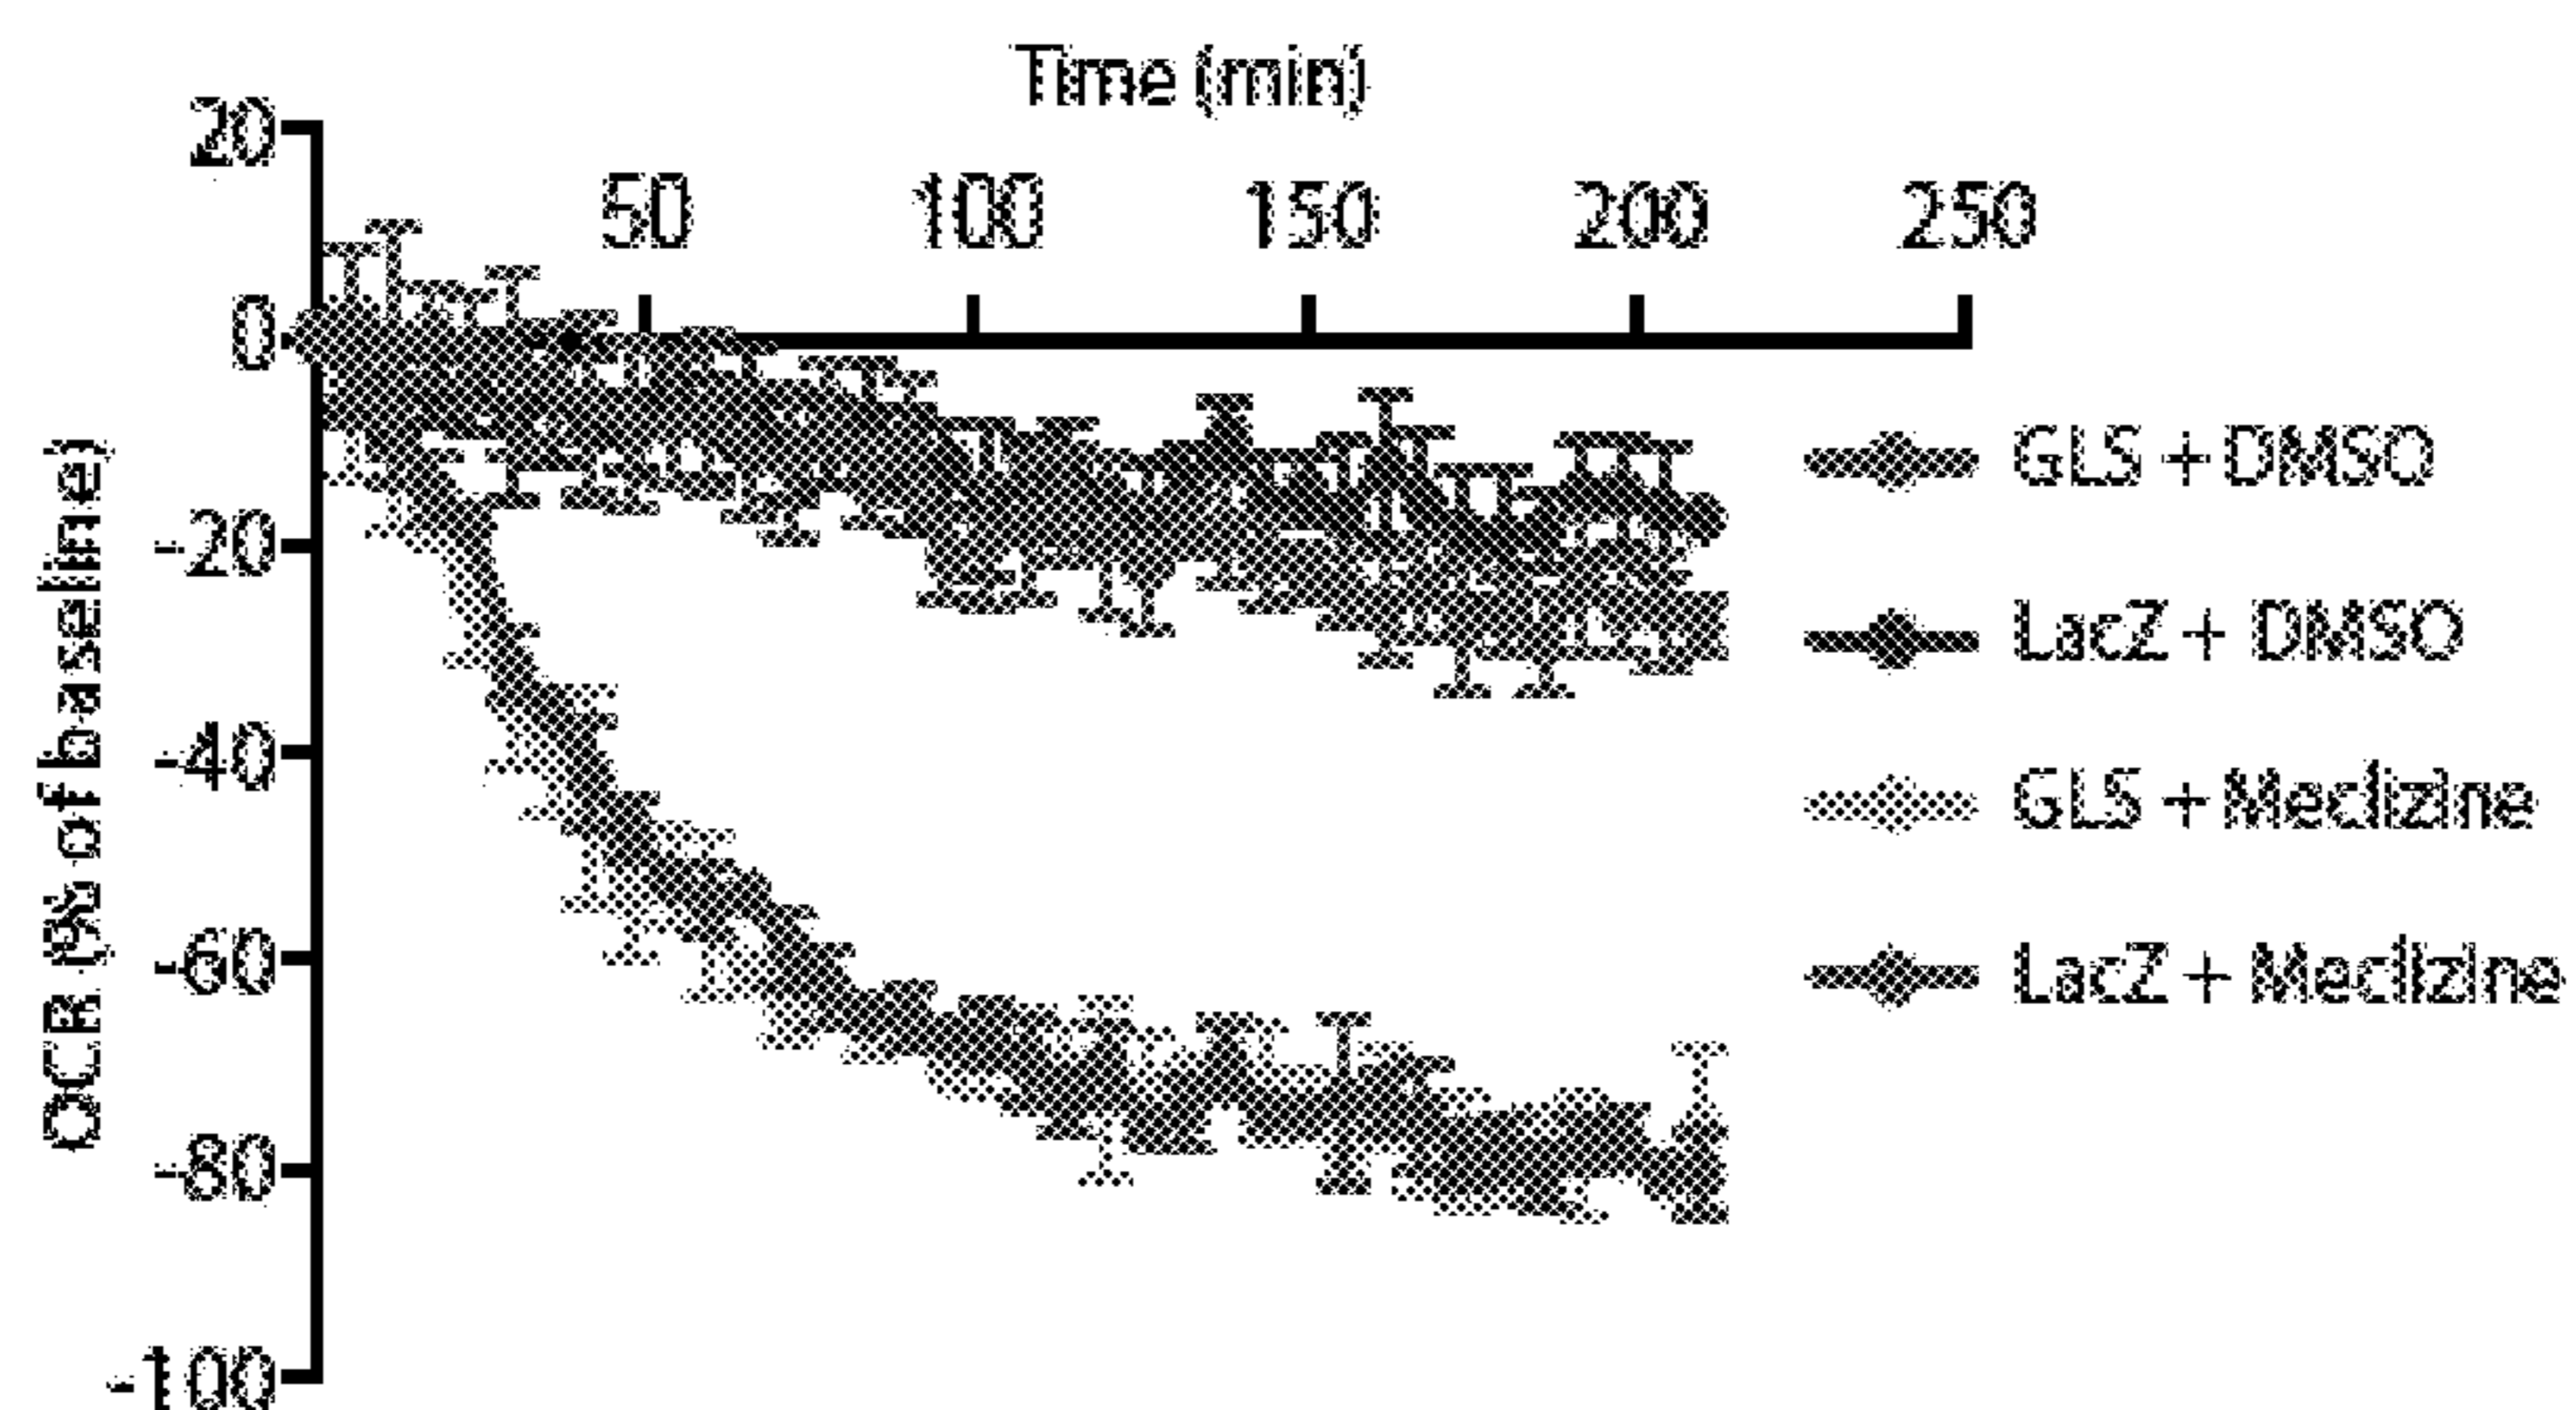 Time (min)
20
50 100 150 200 250
0
-20
-40
-60
-80
-100
OCR (% of baseline)
GLS + DMSO
LacZ + DMSO
GLS + Meclizine
LacZ + Meclizine